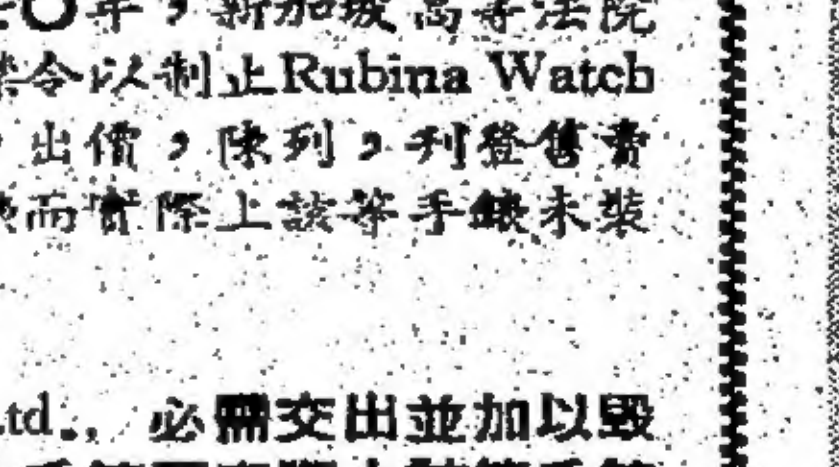 〇年，新加坡高等法院
禁令以制止Rubina Watch
出價，陳列，刋登售賣
而實際上該等手錶未裝
td., 必需交出並加以毀